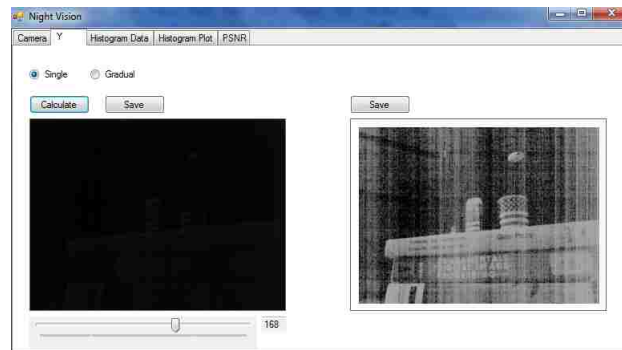 Night Vision
Camera Y Histogram Data Histogram Plot PSNR
Single Gradual
Calculate Save Save
168